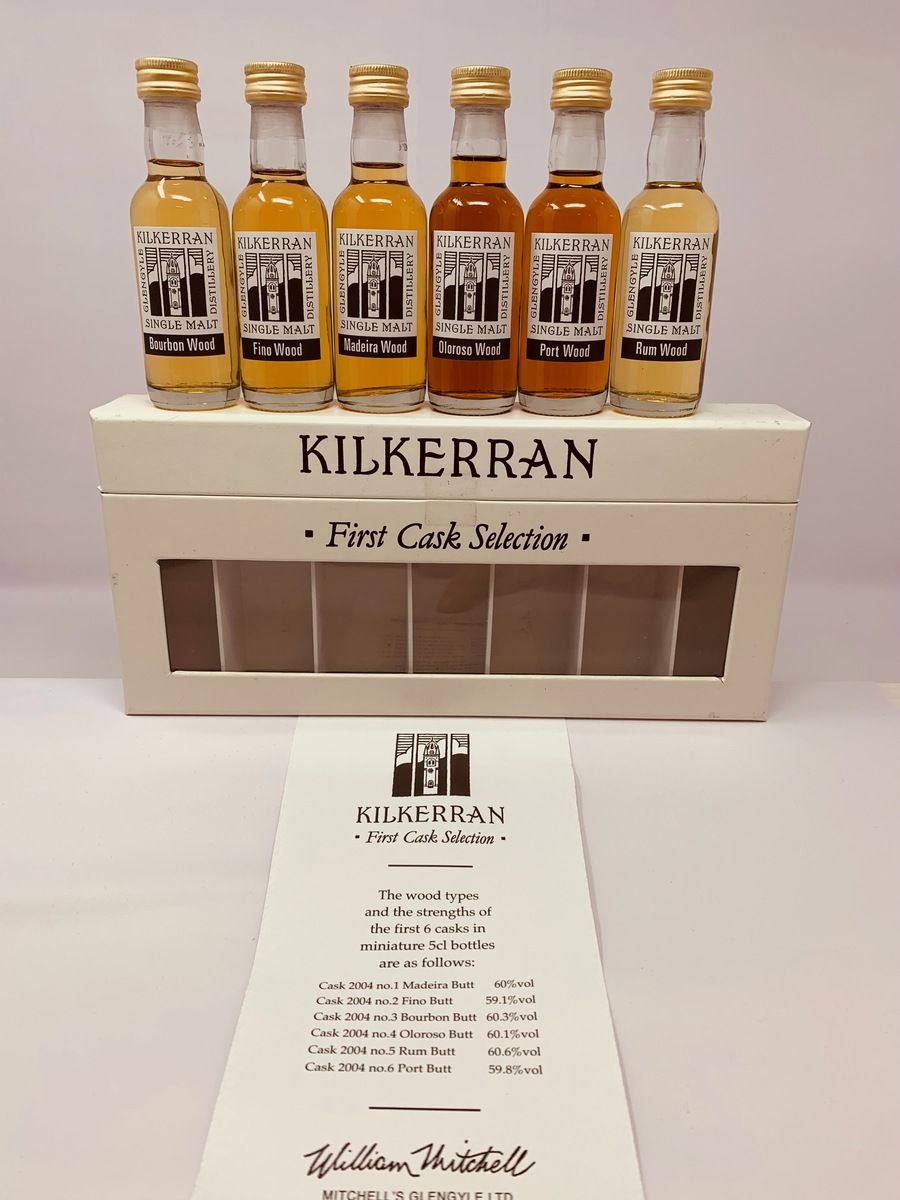 KILKERRAN
GLENGYLE
DISTILLERY
SINGLE MALT
Bourbon Wood
KILKERRAN
GLENGYLE
DISTILLERY
SINGLE MALT
Fino Wood
KILKERRAN
GLENGYLE
DISTILLERY
SINGLE MALT
Madeira Wood
KILKERRAN
GLENGYLE
DISTILLERY
SINGLE MALT
Oloroso Wood
KILKERRAN
GLENGYLE
DISTILLERY
SINGLE MALT
Port Wood
KILKERRAN
GLENGYLE
DISTILLERY
SINGLE MALT
Rum Wood
KILKERRAN
▪ First Cask Selection ▪
KILKERRAN
▪ First Cask Selection ▪
The wood types
and the strengths of
the first 6 casks in
miniature 5cl bottles
are as follows:
Cask 2004 no.1 Madeira Butt 60%vol
Cask 2004 no.2 Fino Butt 59.1%vol
Cask 2004 no.3 Bourbon Butt 60.3%vol
Cask 2004 no.4 Oloroso Butt 60.1%vol
Cask 2004 no.5 Rum Butt 60.6%vol
Cask 2004 no.6 Port Butt 59.8%vol
William Mitchell
MITCHELL'S GLENGYLE LTD